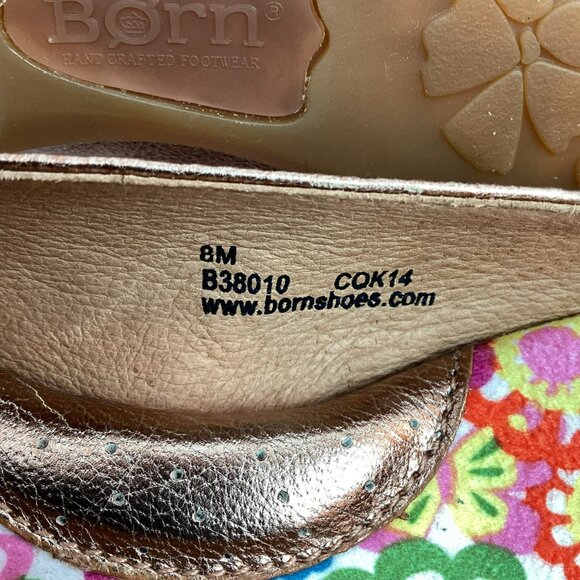 Børn ®
HANDCRAFTED FOOTWEAR
8M
B38010 COK14
www.bornshoes.com